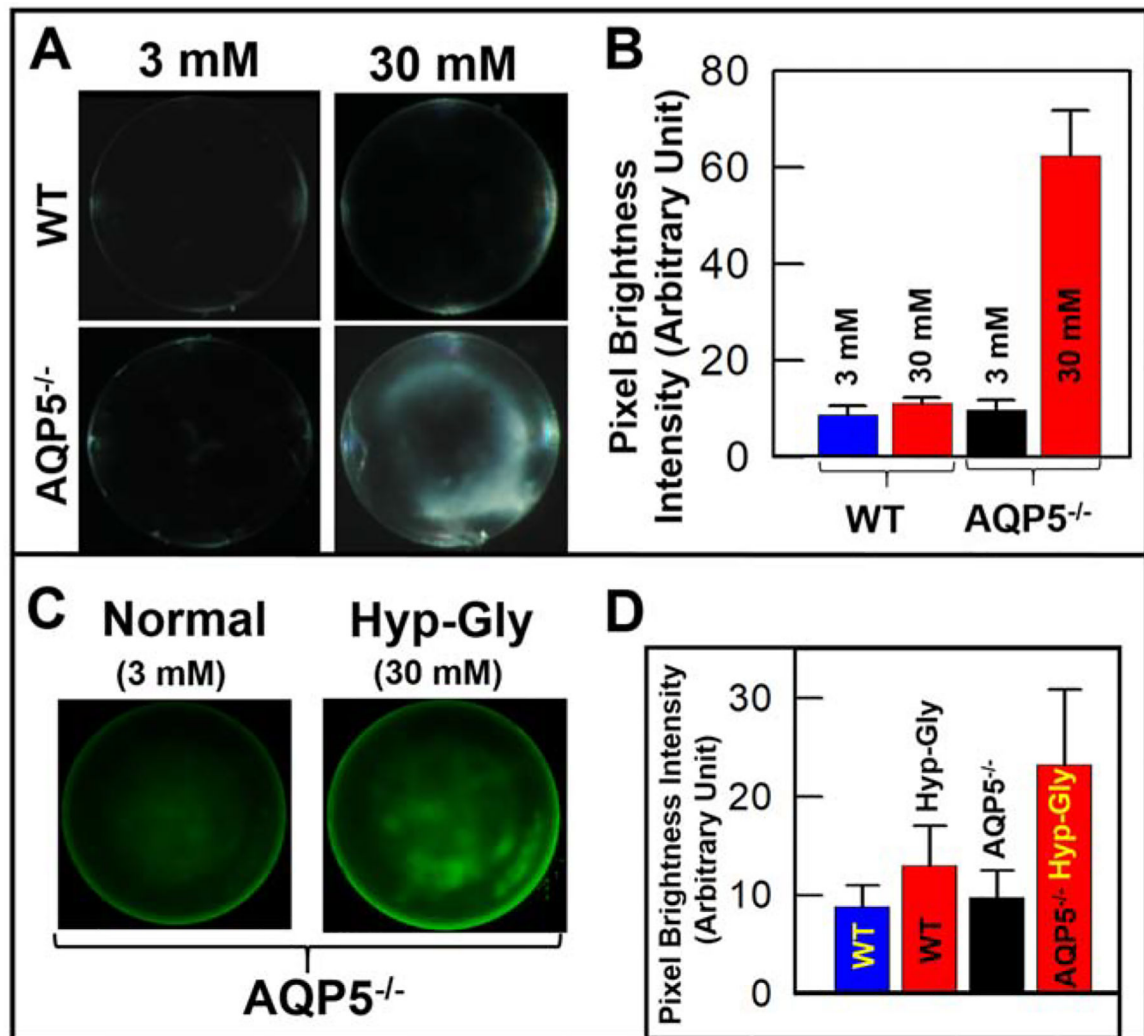 A
3 mM
30 mM
WT
AQP5-/-
B
Pixel Brightness
Intensity (Arbitrary Unit)
80
60
40
20
0
3 mM
30 mM
3 mM
30 mM
WT
AQP5-/-
C
Normal
(3 mM)
Hyp-Gly
(30 mM)
AQP5-/-
D
Pixel Brightness Intensity
(Arbitrary Unit)
30
20
10
0
WT
WT Hyp-Gly
AQP5-/-
AQP5-/- Hyp-Gly